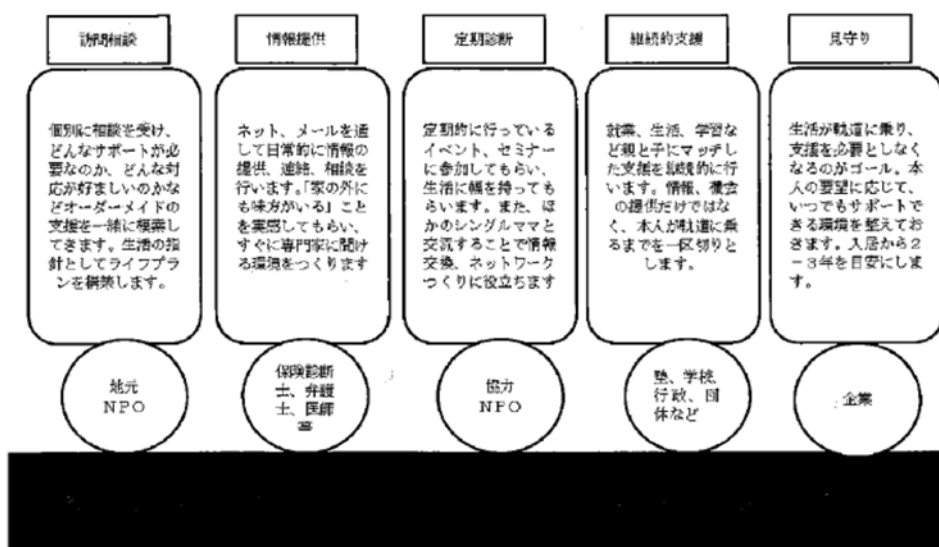 訪問相談
情報提供
定期診断
継続的支援
見守り
個別に相談を受け、
どんなサポートが必
要なのか、どんな対
応が好ましいのかな
どオーダーメイドの
支援を一緒に模索し
てきます。生活の指
針としてライフプラ
ンを構築します。
ネット、メールを通
して日常的に情報の
提供、連絡、相談を
行います。「家の外に
も味方がいる」こと
を実感してもらい、
すぐに専門家に聞け
る環境をつくります
定期的に行っている
イベント、セミナー
に参加してもらい、
生活に幅を持っても
らいます。また、ほ
かのシングルママと
交流することで情報
交換、ネットワーク
づくりに役立ちます
就業、生活、学習な
ど親と子にマッチし
た支援を継続的に行
います。情報、機会
の提供だけではな
く、本人が軌道に乗
るまでを一区切りと
します。
生活が軌道に乗り、
支援を必要としなく
なるのがゴール。本
人の要望に応じて、
いつでもサポートで
きる環境を整えてお
きます。入居から2
-3年を目安にしま
す。
地元
NPO
保険診断
士、弁護
士、医師
等
協力
NPO
塾、学校、
行政、団
体など
企業